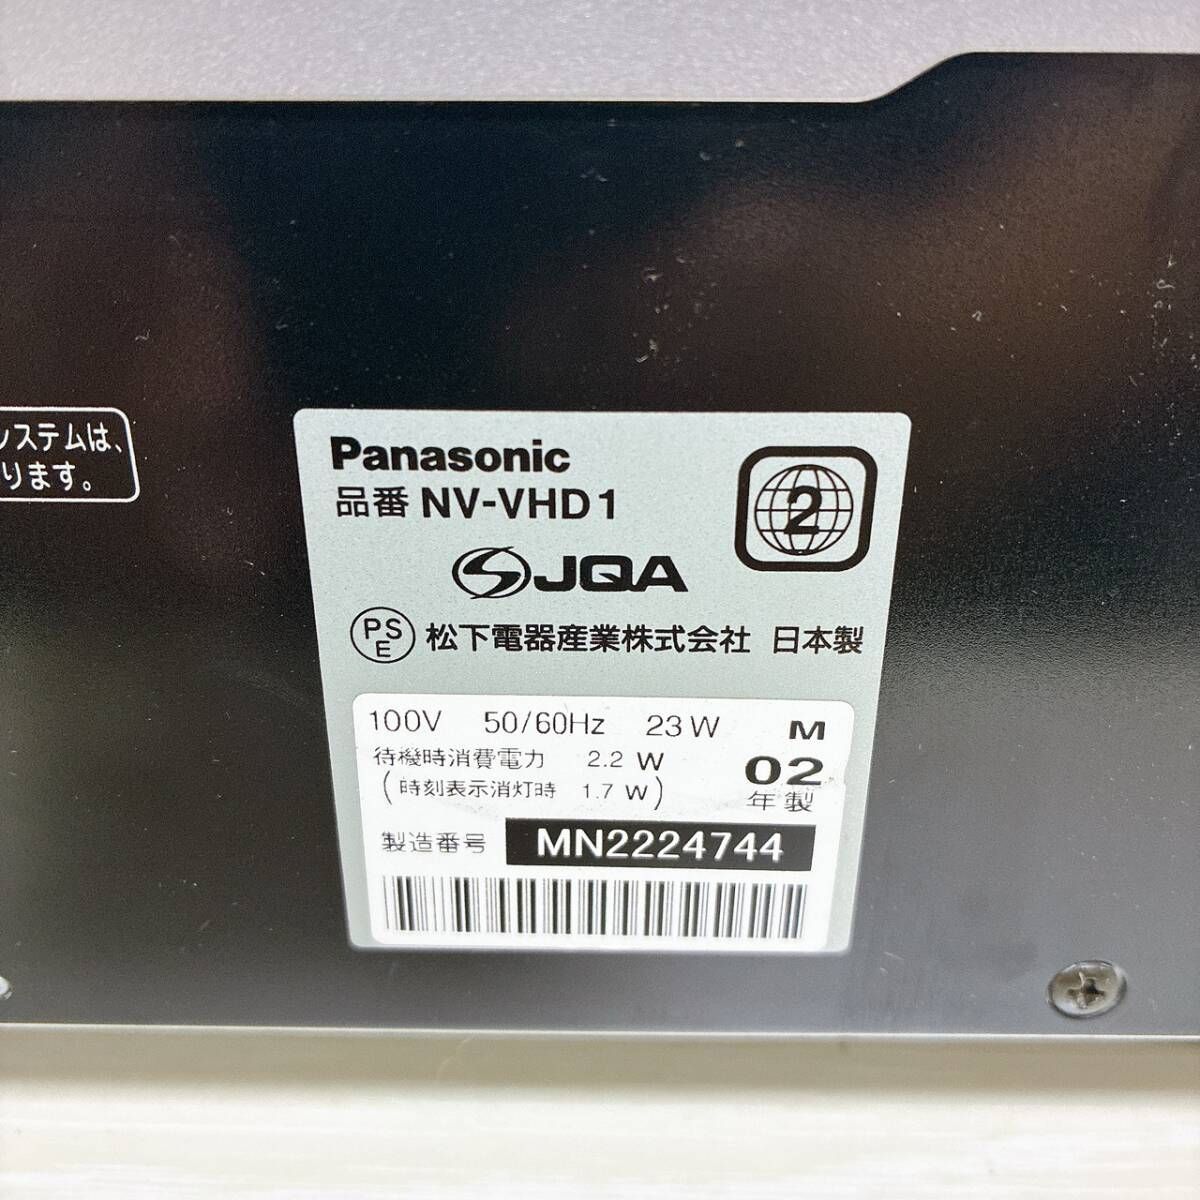 システムは、
ります。
Panasonic
品番 NV-VHD1
2
JQA
PSE 松下電器産業株式会社 日本製
100V 50/60Hz 23W M
待機時消費電力 2.2 W 02
(時刻表示消灯時 1.7 W) 年製
製造番号 MN2224744